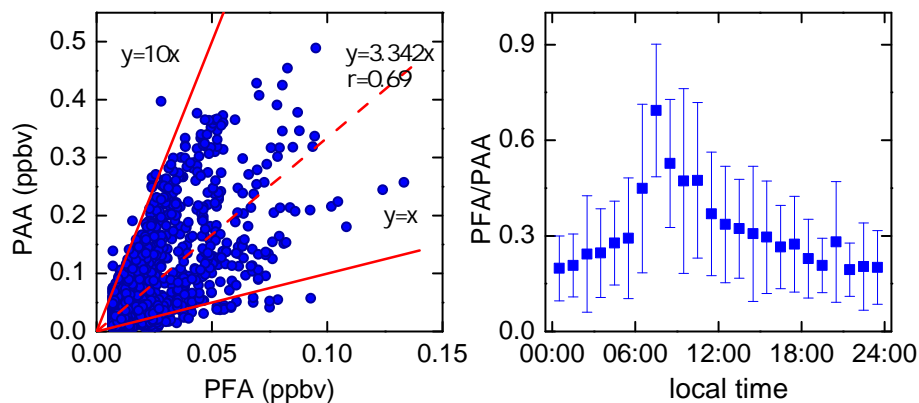 0.5
0.4
0.3
0.2
0.1
0.0
PAA (ppbv)
y=10x
y=3.342x
r=0.69
y=x
0.00
0.05
0.10
0.15
PFA (ppbv)
0.9
0.6
0.3
0.0
PFA/PAA
00:00
06:00
12:00
18:00
24:00
local time